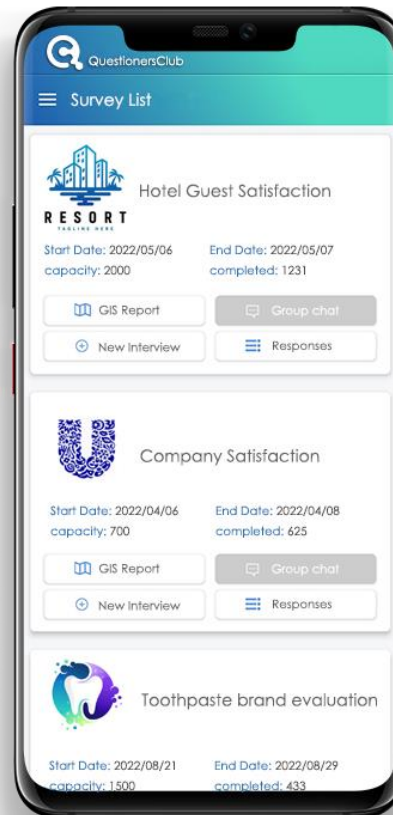 QuestionersClub
Survey List
RESORT
TAGLINE HERE
Hotel Guest Satisfaction
Start Date: 2022/05/06 End Date: 2022/05/07
capacity: 2000 completed: 1231
GIS Report Group chat
New Interview Responses
Company Satisfaction
Start Date: 2022/04/06 End Date: 2022/04/08
capacity: 700 completed: 625
GIS Report Group chat
New Interview Responses
Toothpaste brand evaluation
Start Date: 2022/08/21 End Date: 2022/08/29
capacity: 1500 completed: 433